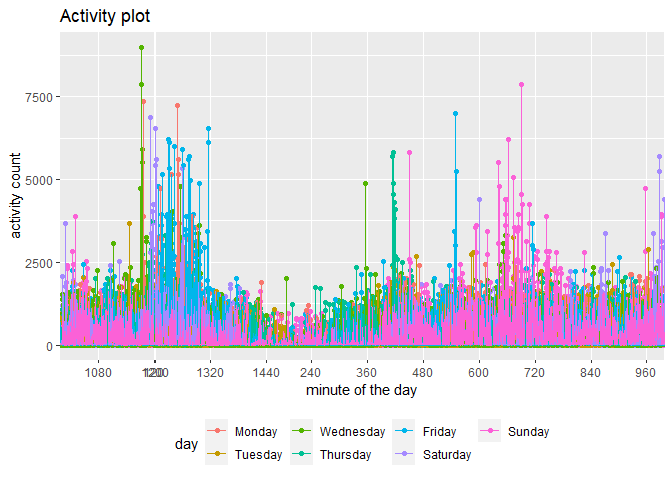 Activity plot
activity count
7500
5000
2500
0
1080 1200 1320 1440 240 360 480 600 720 840 960
minute of the day
day Monday Wednesday Friday Sunday
Tuesday Thursday Saturday